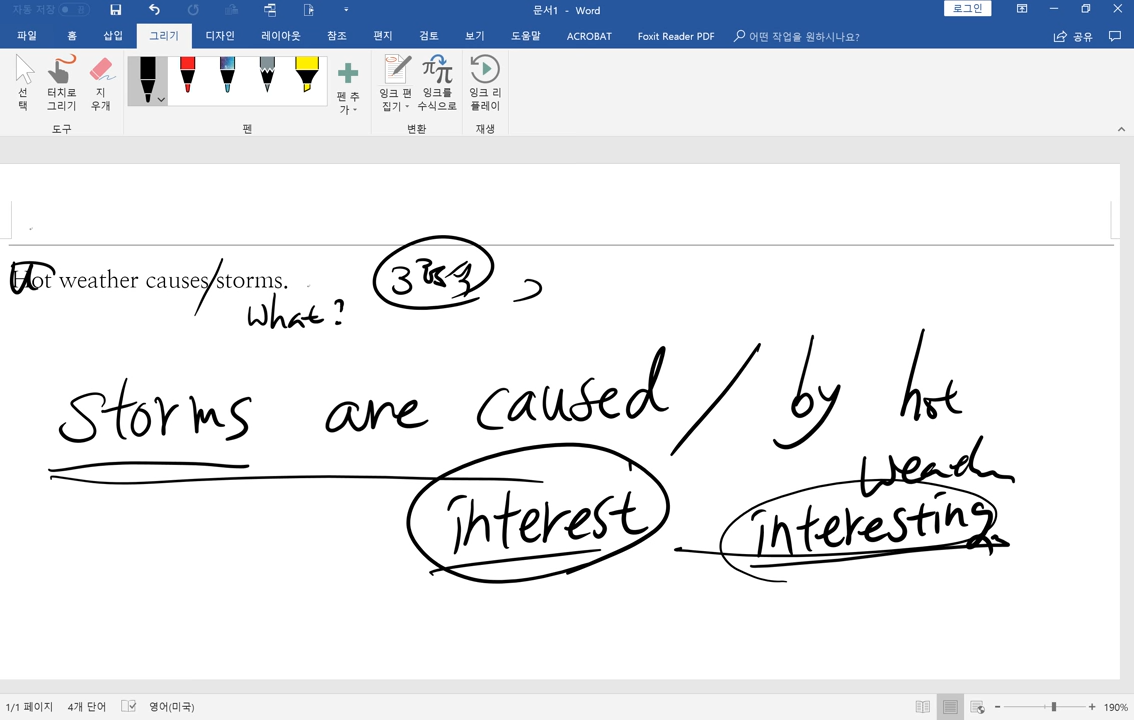 자동 저장 끔
문서1 - Word
로그인
파일 홈 삽입 그리기 디자인 레이아웃 참조 편지 검토 보기 도움말 ACROBAT Foxit Reader PDF 어떤 작업을 원하시나요? 공유
선택 터치로 그리기 지우개 펜 추가 잉크 편집기 잉크를 수식으로 잉크 리플레이
도구 펜 변환 재생
Hot weather causes/storms.
What?
storms are caused / by hot
interest interesting
1/1 페이지 4개 단어 영어(미국) 190%